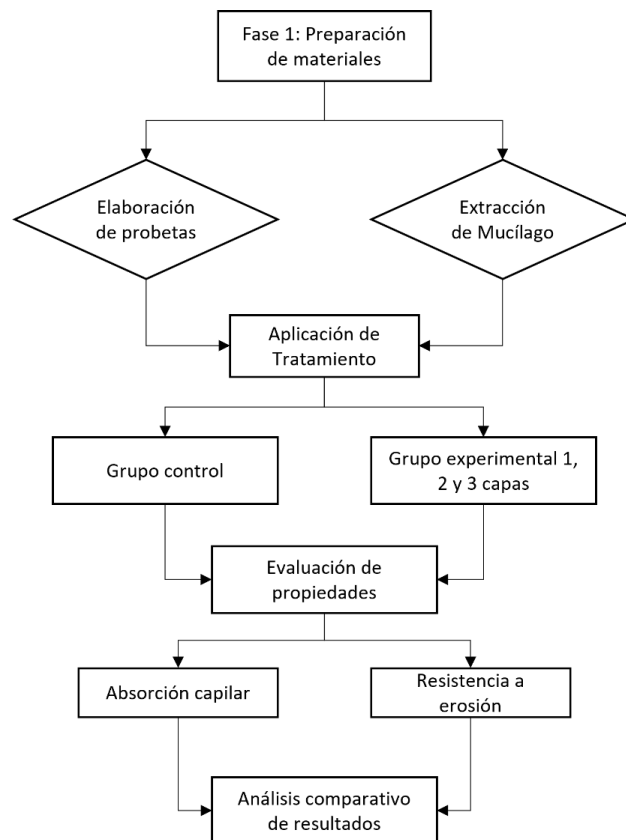 Fase 1: Preparación
de materiales
Elaboración
de probetas
Extracción
de Mucílago
Aplicación de
Tratamiento
Grupo control
Grupo experimental 1,
2 y 3 capas
Evaluación de
propiedades
Absorción capilar
Resistencia a
erosión
Análisis comparativo
de resultados